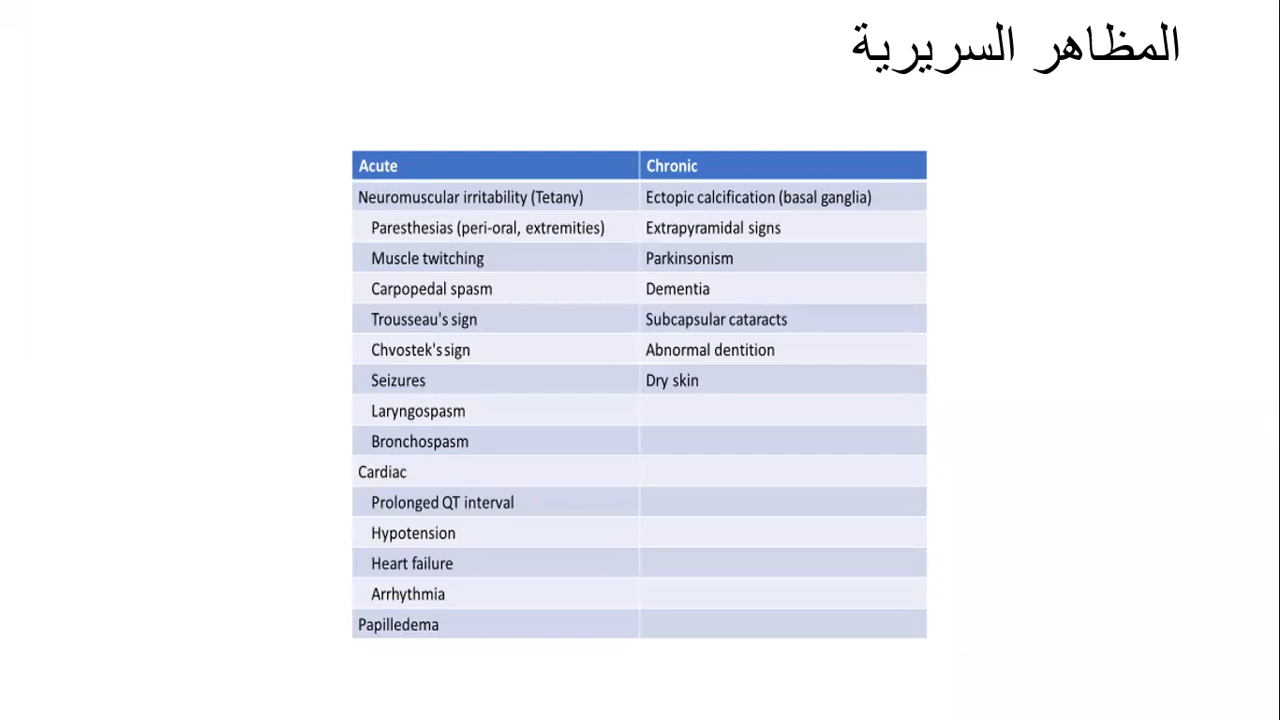 المظاهر السريرية
Acute Chronic
Neuromuscular irritability (Tetany) Ectopic calcification (basal ganglia)
Paresthesias (peri-oral, extremities) Extrapyramidal signs
Muscle twitching Parkinsonism
Carpopedal spasm Dementia
Trousseau's sign Subcapsular cataracts
Chvostek's sign Abnormal dentition
Seizures Dry skin
Laryngospasm
Bronchospasm
Cardiac
Prolonged QT interval
Hypotension
Heart failure
Arrhythmia
Papilledema